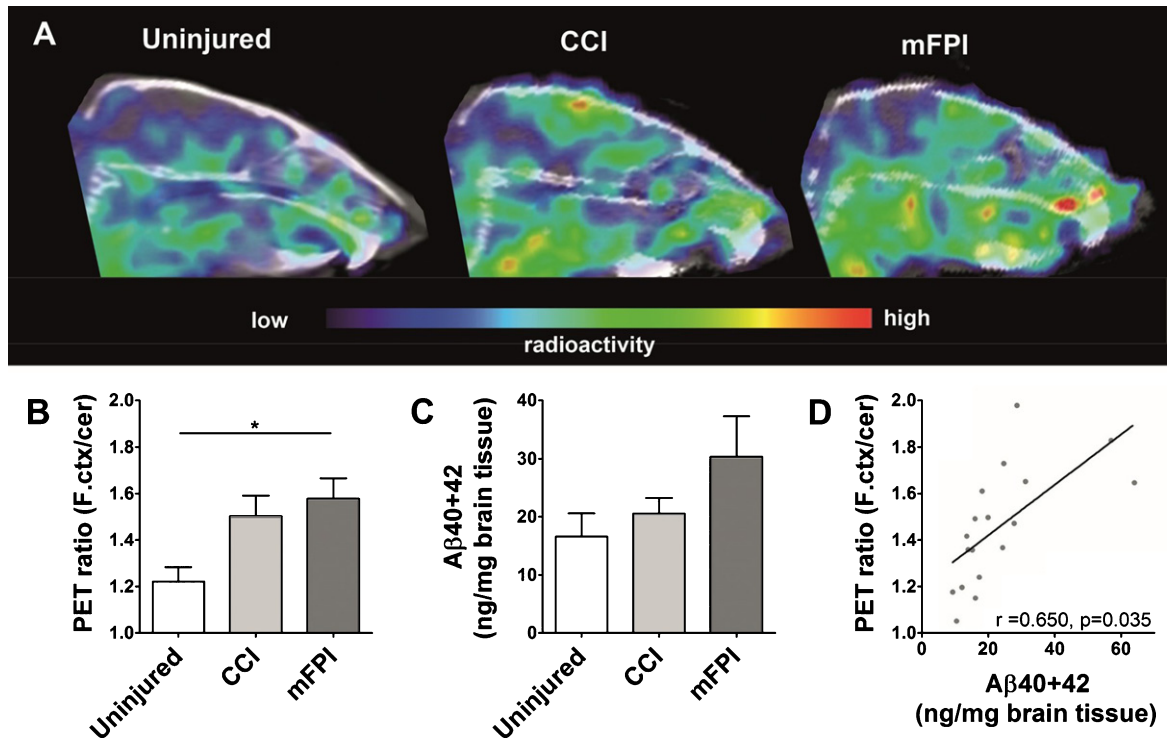 A
Uninjured
CCI
mFPI
low
high
radioactivity
B
PET ratio (F.ctx/cer)
2.0
1.8
1.6
1.4
1.2
1.0
*
Uninjured
CCI
mFPI
C
Aβ40+42
(ng/mg brain tissue)
40
30
20
10
0
Uninjured
CCI
mFPI
D
PET ratio (F.ctx/cer)
2.0
1.8
1.6
1.4
1.2
1.0
r =0.650, p=0.035
0 20 40 60
Aβ40+42
(ng/mg brain tissue)